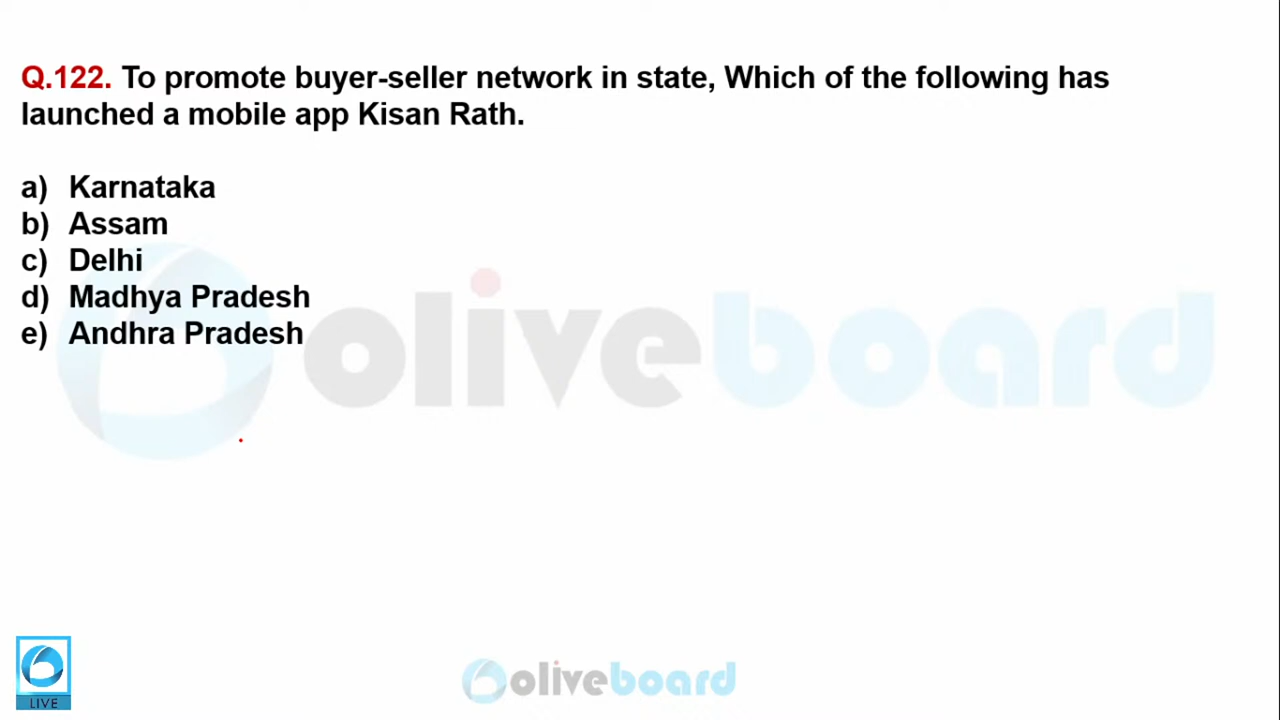 Q.122. To promote buyer-seller network in state, Which of the following has
launched a mobile app Kisan Rath.
a) Karnataka
b) Assam
c) Delhi
d) Madhya Pradesh
e) Andhra Pradesh
oliveboard
LIVE
oliveboard